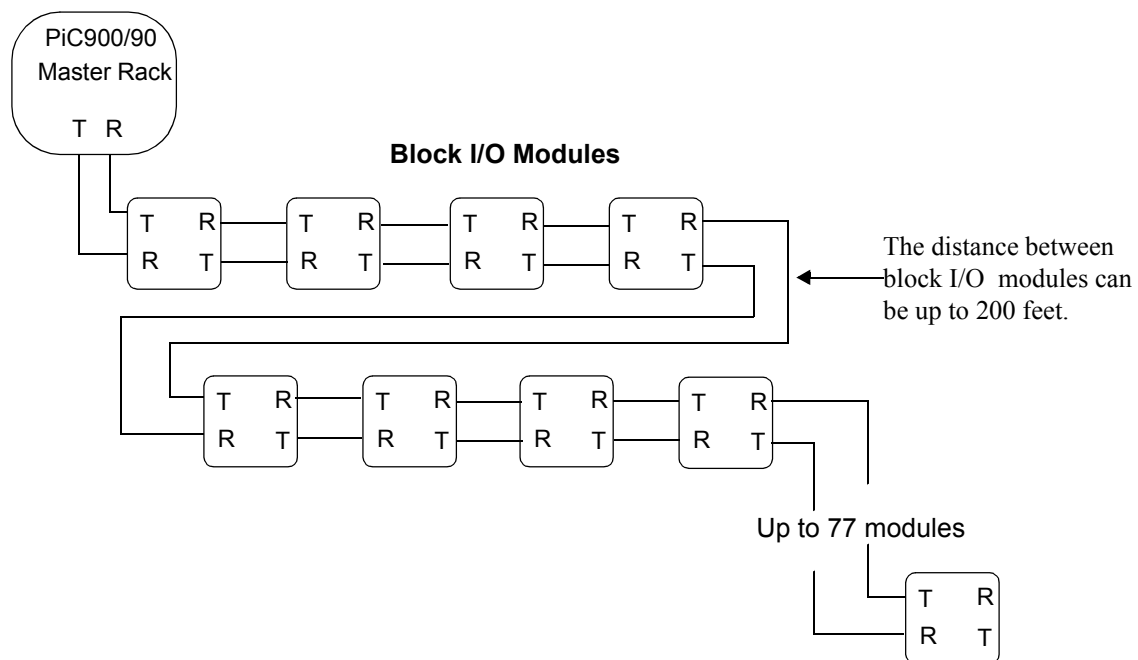 PiC900/90
Master Rack
T R
Block I/O Modules
T R T R T R T R
R T R T R T R T
The distance between
block I/O modules can
be up to 200 feet.
T R T R T R T R
R T R T R T R T
Up to 77 modules
T R
R T